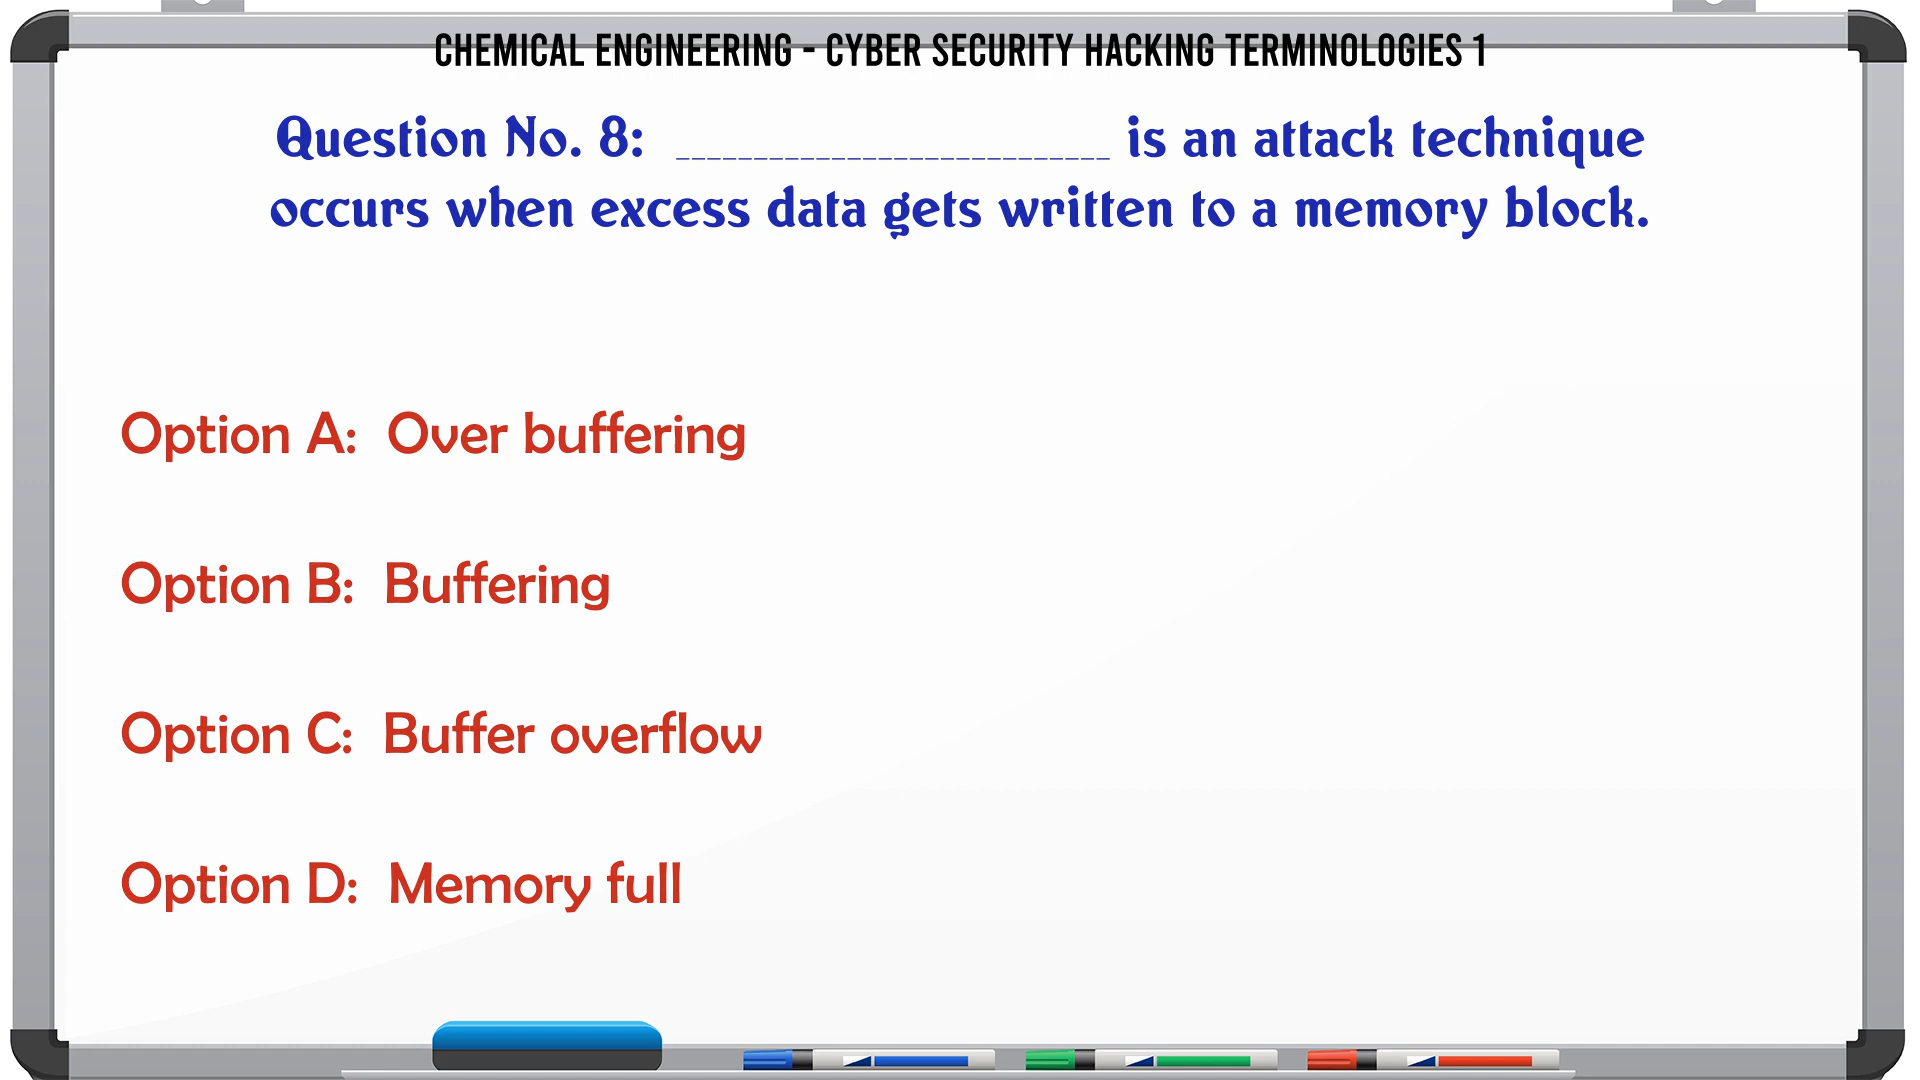 CHEMICAL ENGINEERING - CYBER SECURITY HACKING TERMINOLOGIES 1
Question No. 8: ____________________________ is an attack technique
occurs when excess data gets written to a memory block.
Option A: Over buffering
Option B: Buffering
Option C: Buffer overflow
Option D: Memory full